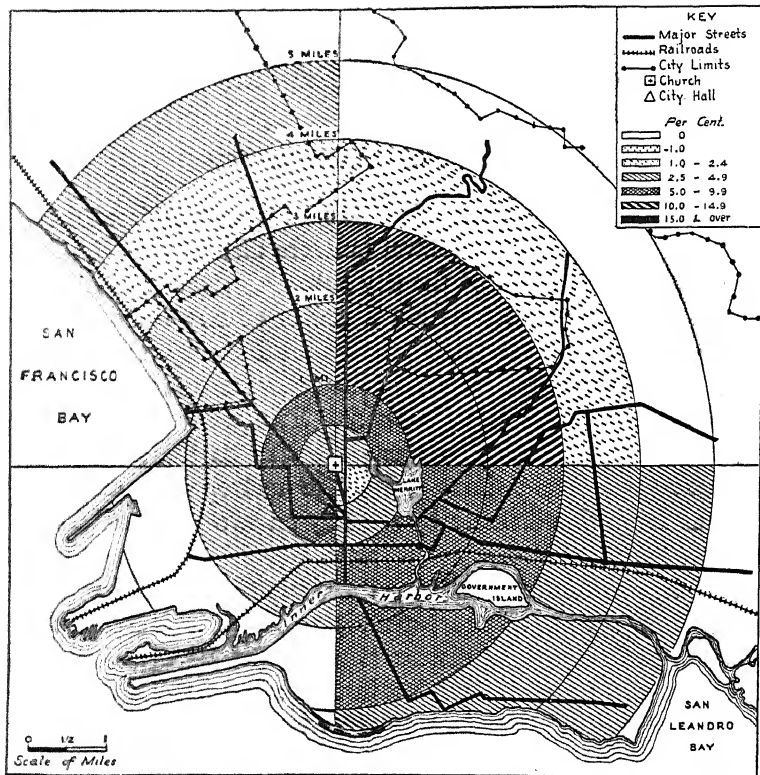 KEY
Major Streets
Railroads
City Limits
Church
City Hall
Per Cent.
0
-1.0
1.0 - 2.4
2.5 - 4.9
5.0 - 9.9
10.0 - 14.9
15.0 & over
5 MILES
4 MILES
3 MILES
2 MILES
SAN
FRANCISCO
BAY
LAKE
MERRITT
GOVERNMENT
ISLAND
Inner Harbor
SAN
LEANDRO
BAY
0 1/2 1
Scale of Miles